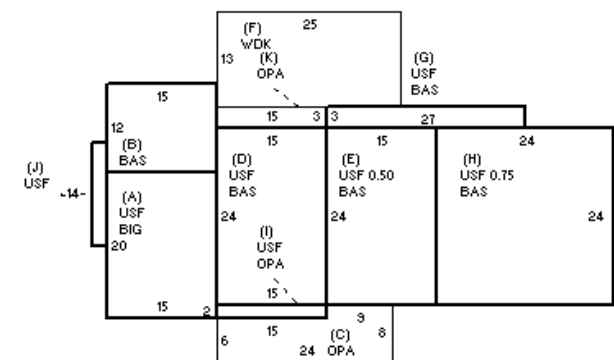 (F) 25
WDK
13 (K)
OPA
(G)
USF
BAS
15
15 3 3 27
12
(B)
BAS
15
15
24
(J)
USF
-14-
(D)
USF
BAS
(E)
USF 0.50
BAS
(H)
USF 0.75
BAS
(A)
USF
BIG
20
24
24
24
(I)
USF
OPA
15
15 2
9
15 (C) 8
6 24 OPA